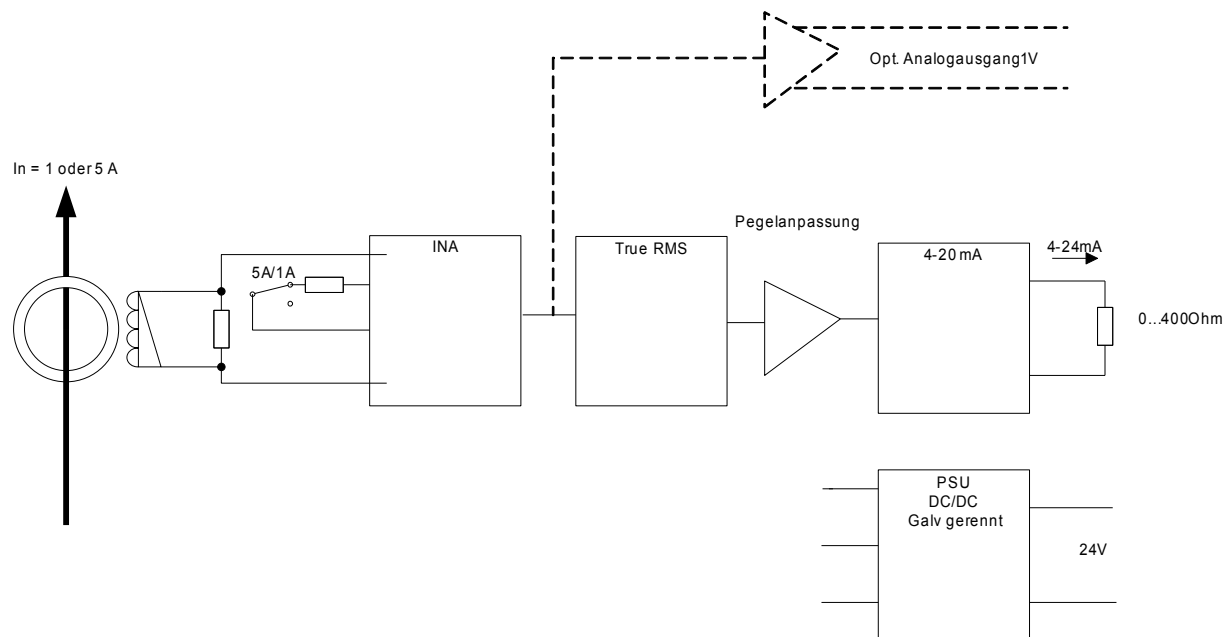 Opt. Analogausgang1V
In = 1 oder 5 A
Pegelanpassung
INA
True RMS
4-20 mA
4-24mA
5A/1A
0...400Ohm
PSU
DC/DC
Galv gerennt
24V